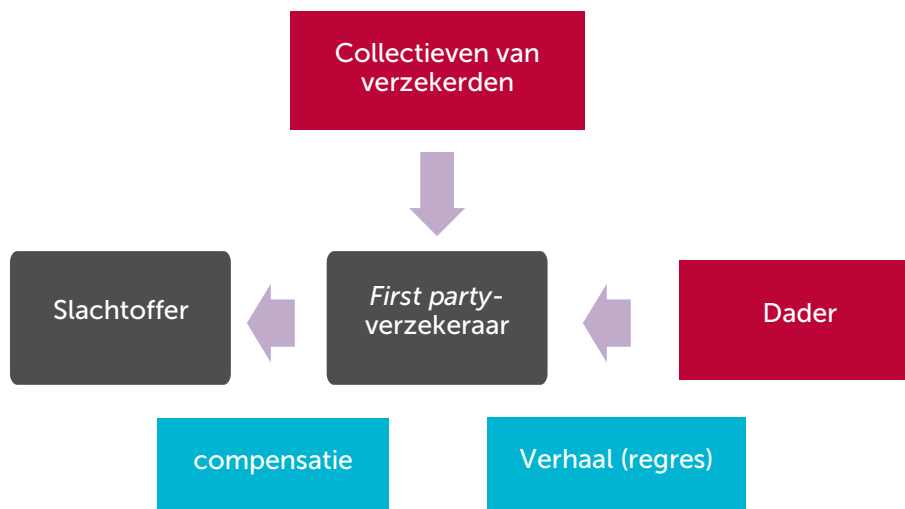 Collectieven van
verzekerden
Slachtoffer
First party-
verzekeraar
Dader
compensatie
Verhaal (regres)